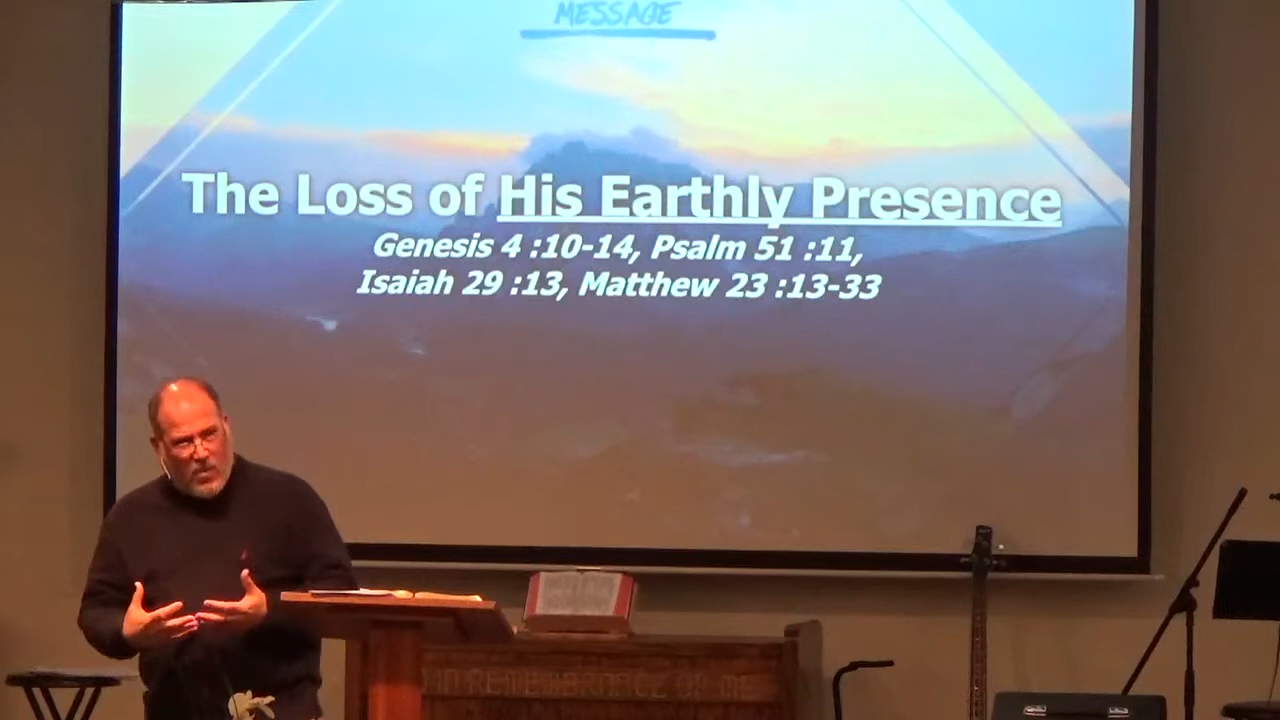 MESSAGE
The Loss of His Earthly Presence
Genesis 4 :10-14, Psalm 51 :11,
Isaiah 29 :13, Matthew 23 :13-33
IN REMEMBRANCE OF ME